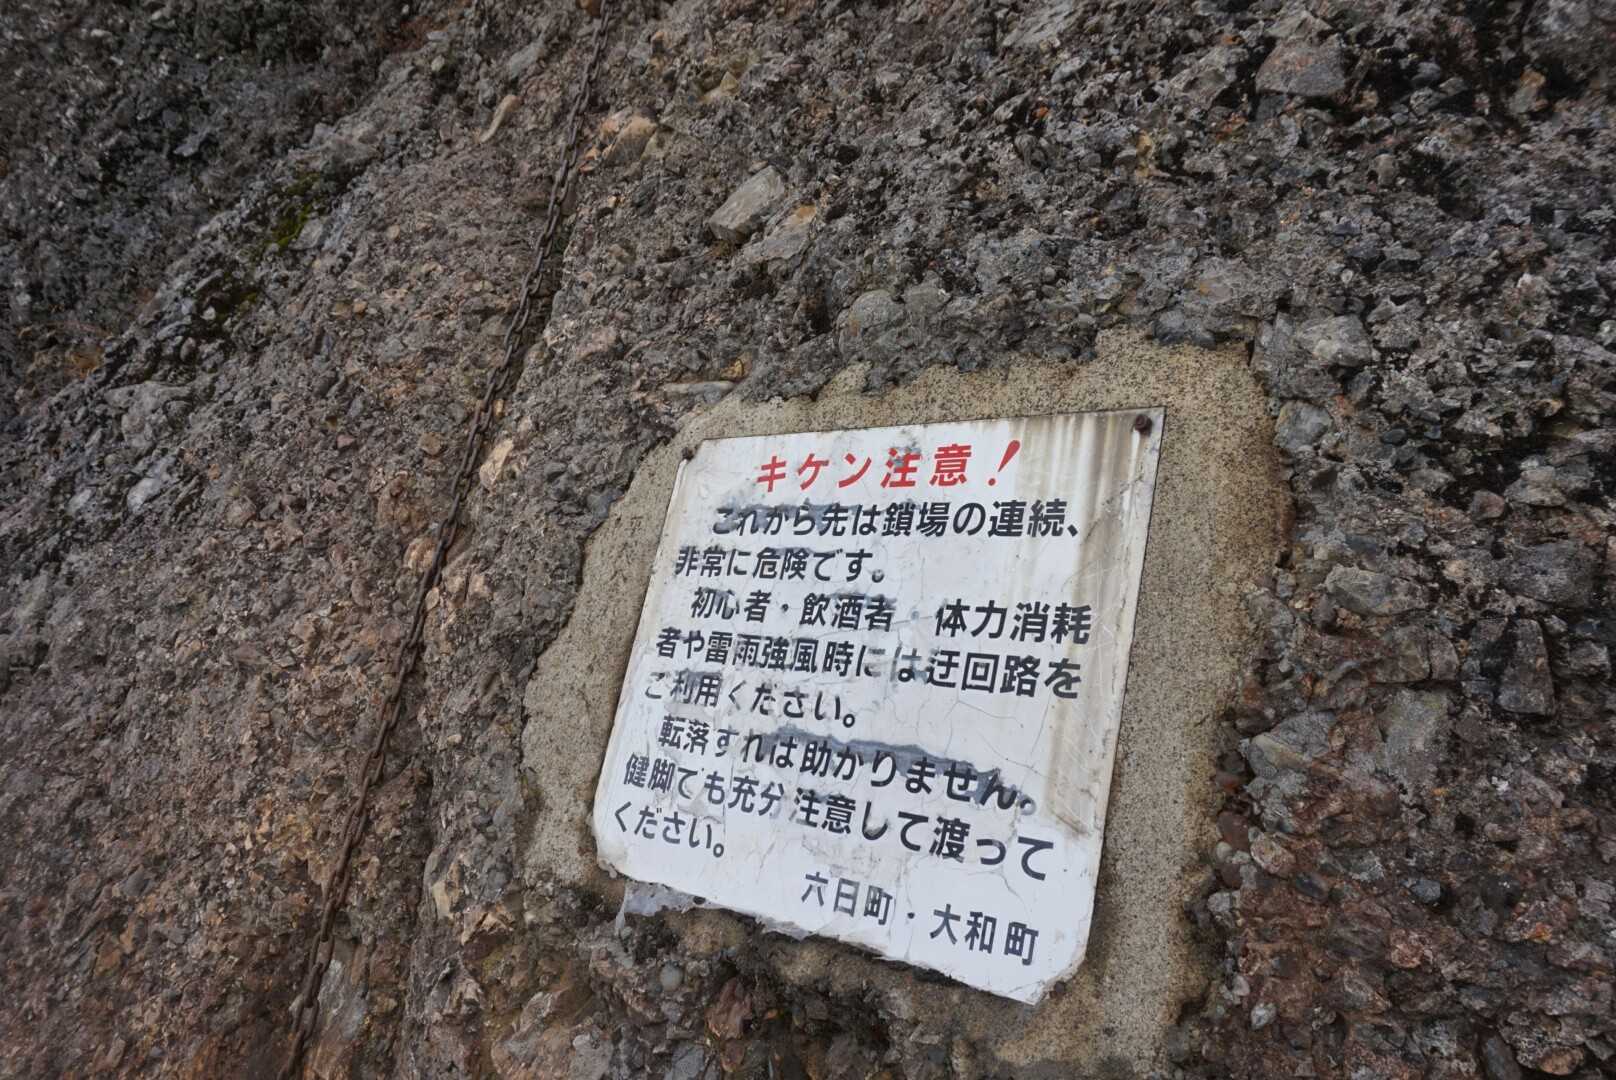 キケン注意！
これから先は鎖場の連続、
非常に危険です。
初心者・飲酒者・体力消耗
者や雷雨強風時には迂回路を
ご利用ください。
転落すれば助かりません。
健脚でも充分注意して渡って
ください。
六日町・大和町